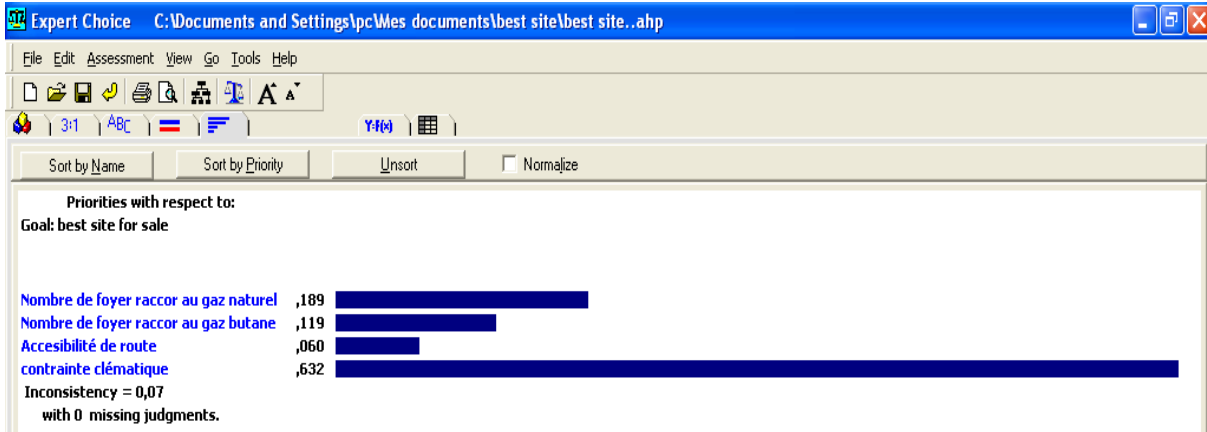 Expert Choice C:\Documents and Settings\pc\Mes documents\best site\best site..ahp
File Edit Assessment View Go Tools Help
A A
3:1 ABC Y=F(x)
Sort by Name Sort by Priority Unsort Normalize
Priorities with respect to:
Goal: best site for sale
Nombre de foyer raccor au gaz naturel ,189
Nombre de foyer raccor au gaz butane ,119
Accesibilité de route ,060
contrainte clématique ,632
Inconsistency = 0,07
with 0 missing judgments.